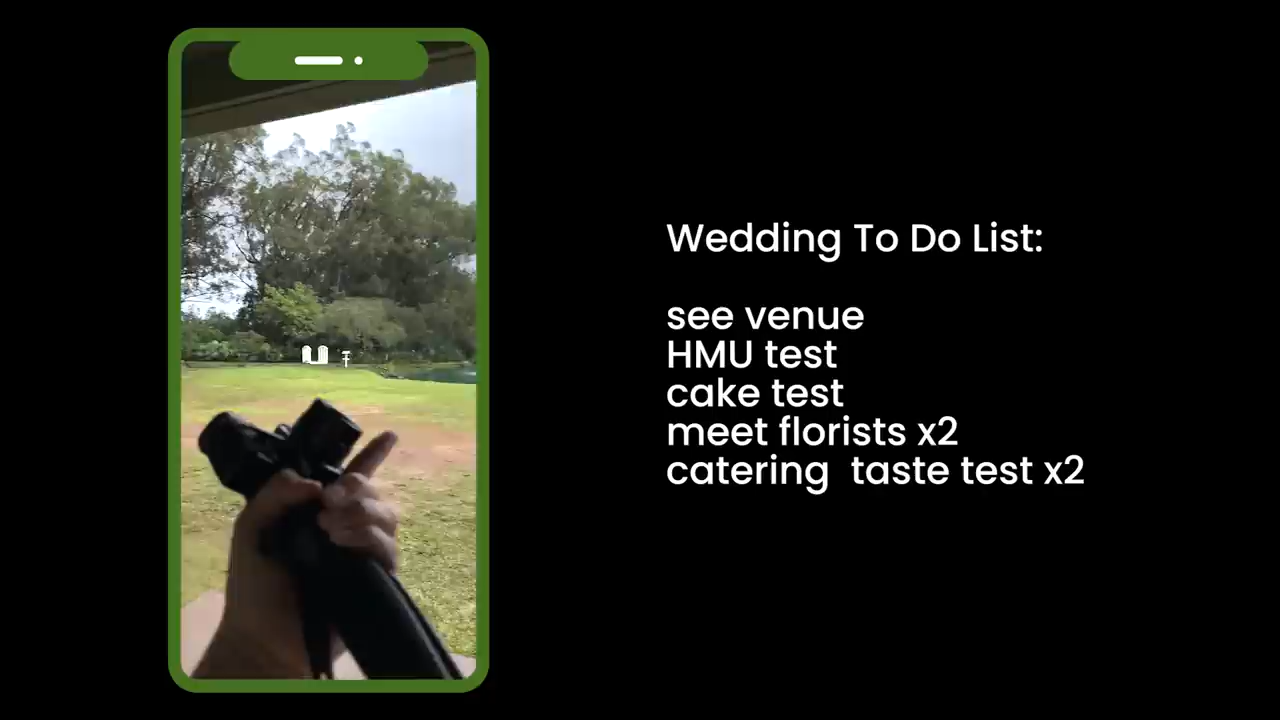 Wedding To Do List:
see venue
HMU test
cake test
meet florists x2
catering  taste test x2